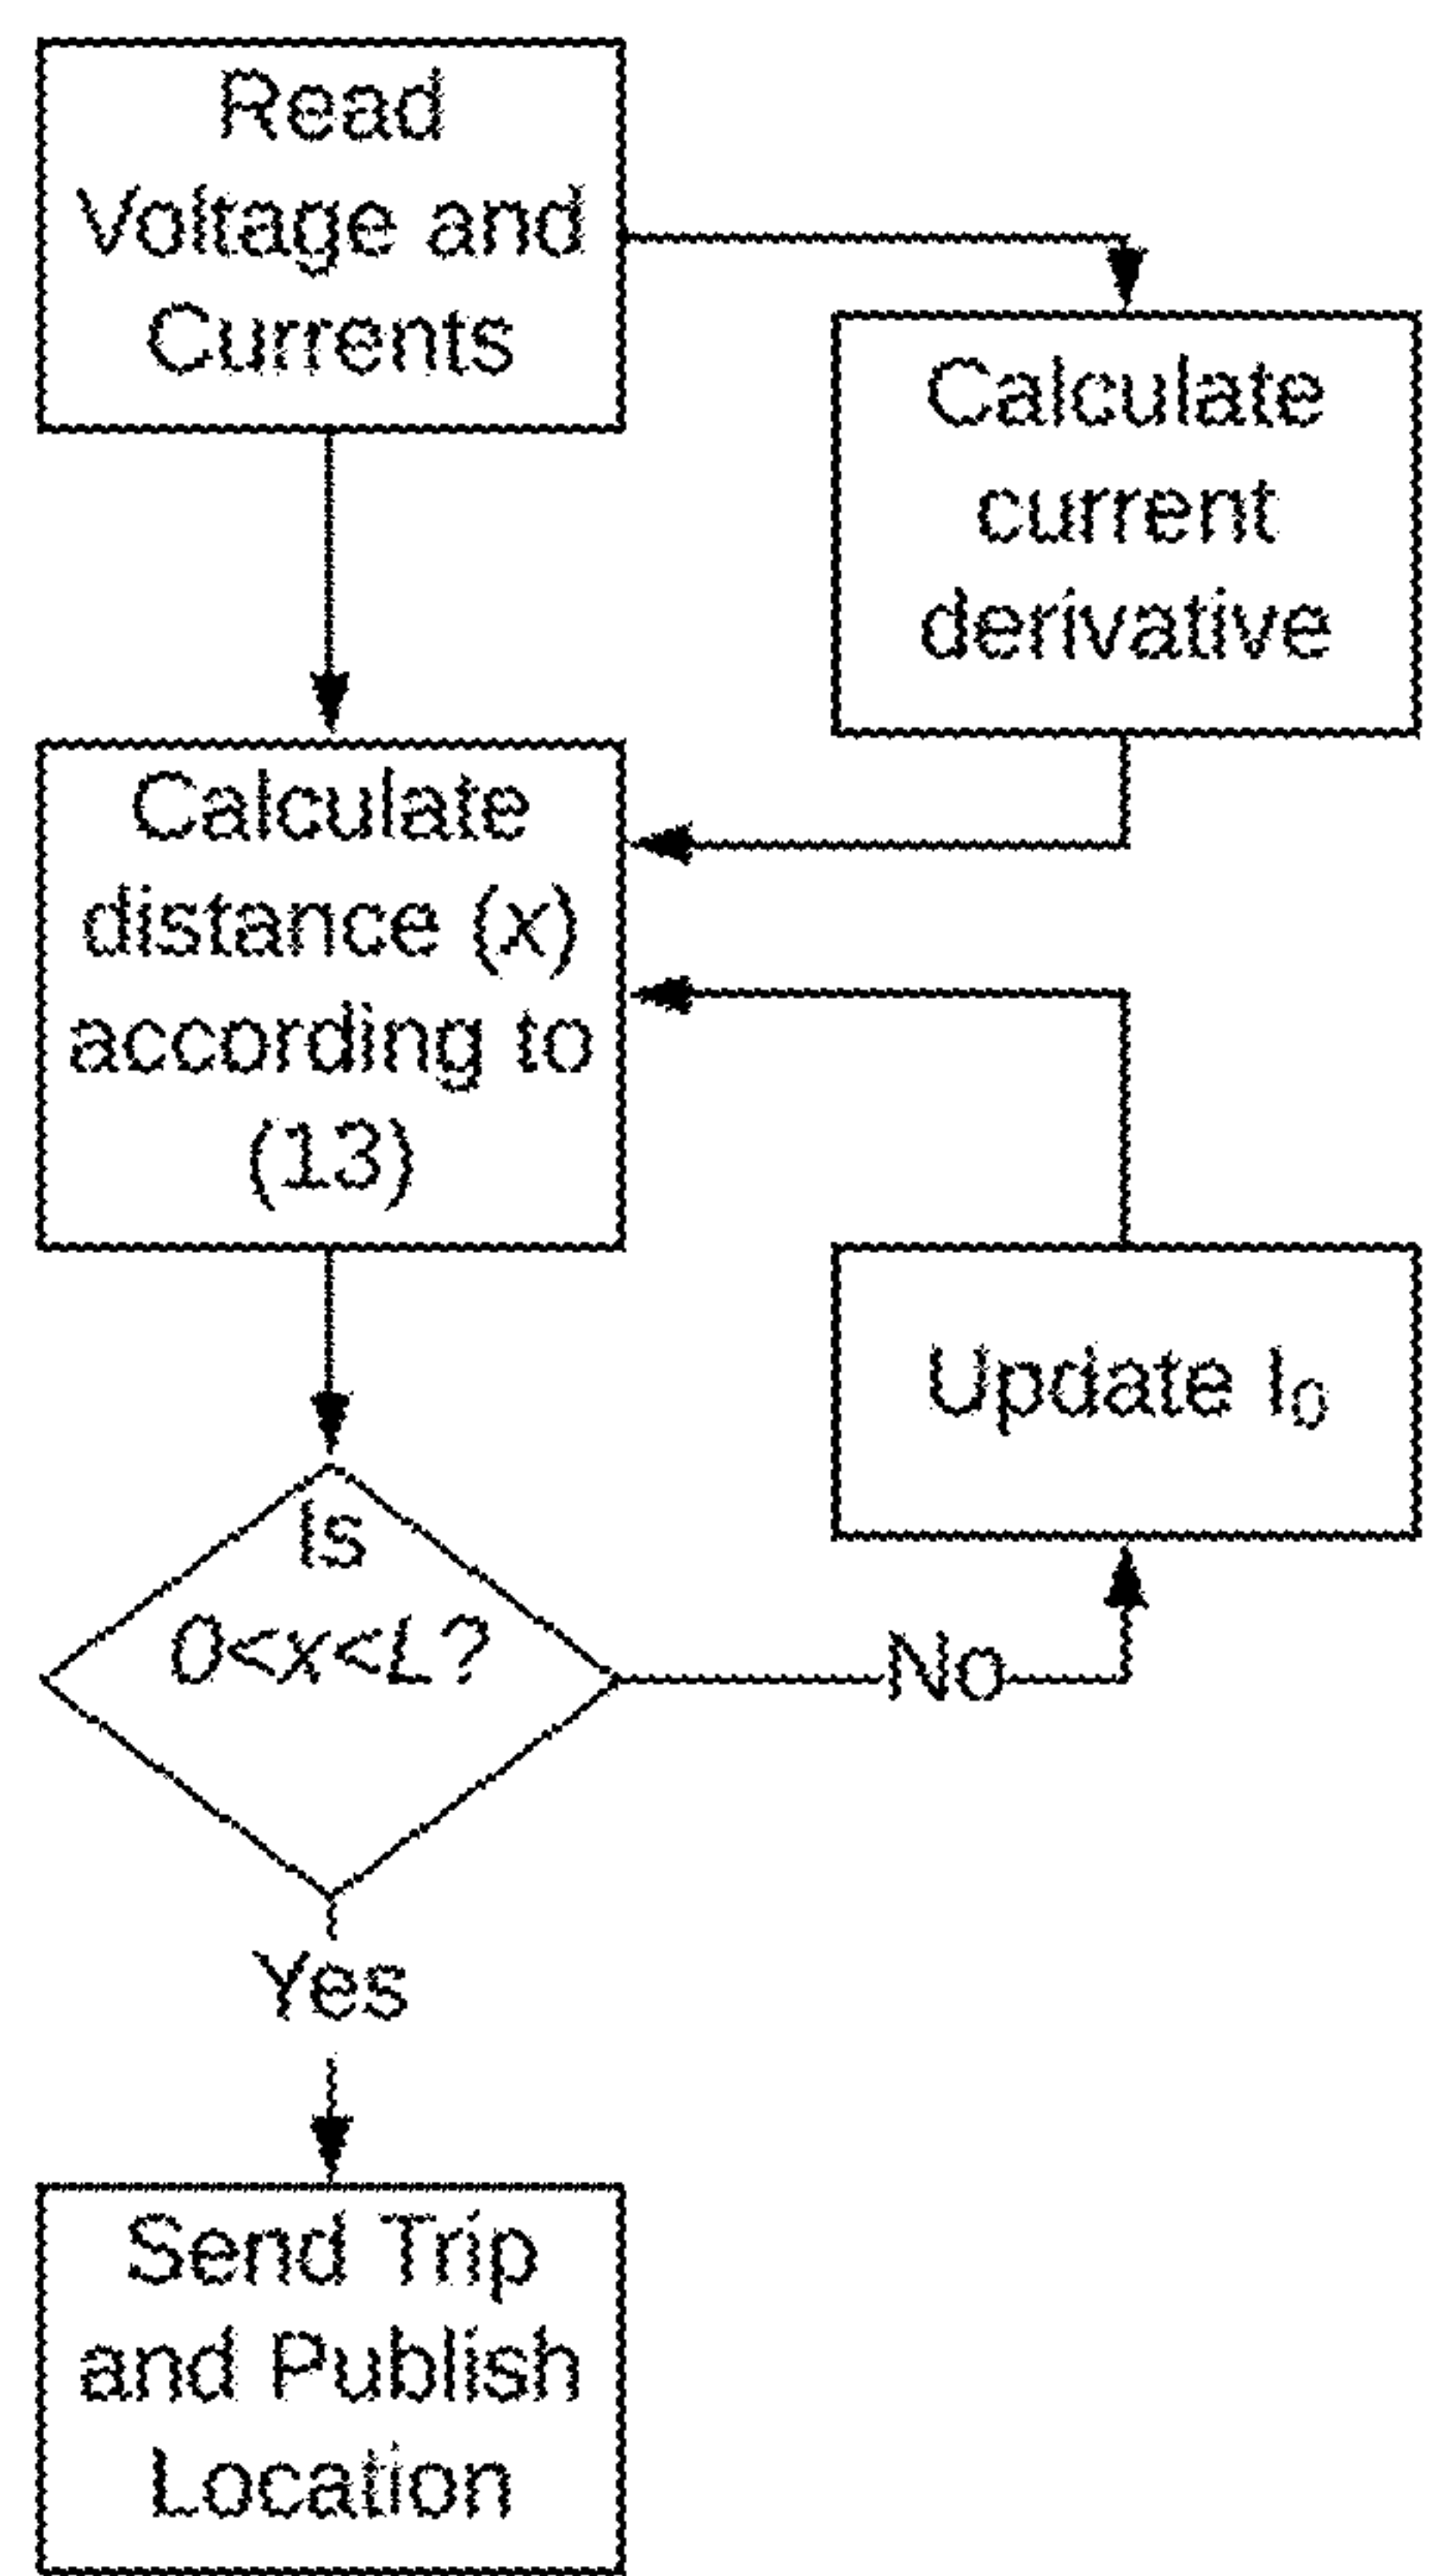 Read
Voltage and
Currents
Calculate
current
derivative
Calculate
distance (x)
according to
(13)
Update I₀
Is
0<x<L?
No
Yes
Send Trip
and Publish
Location